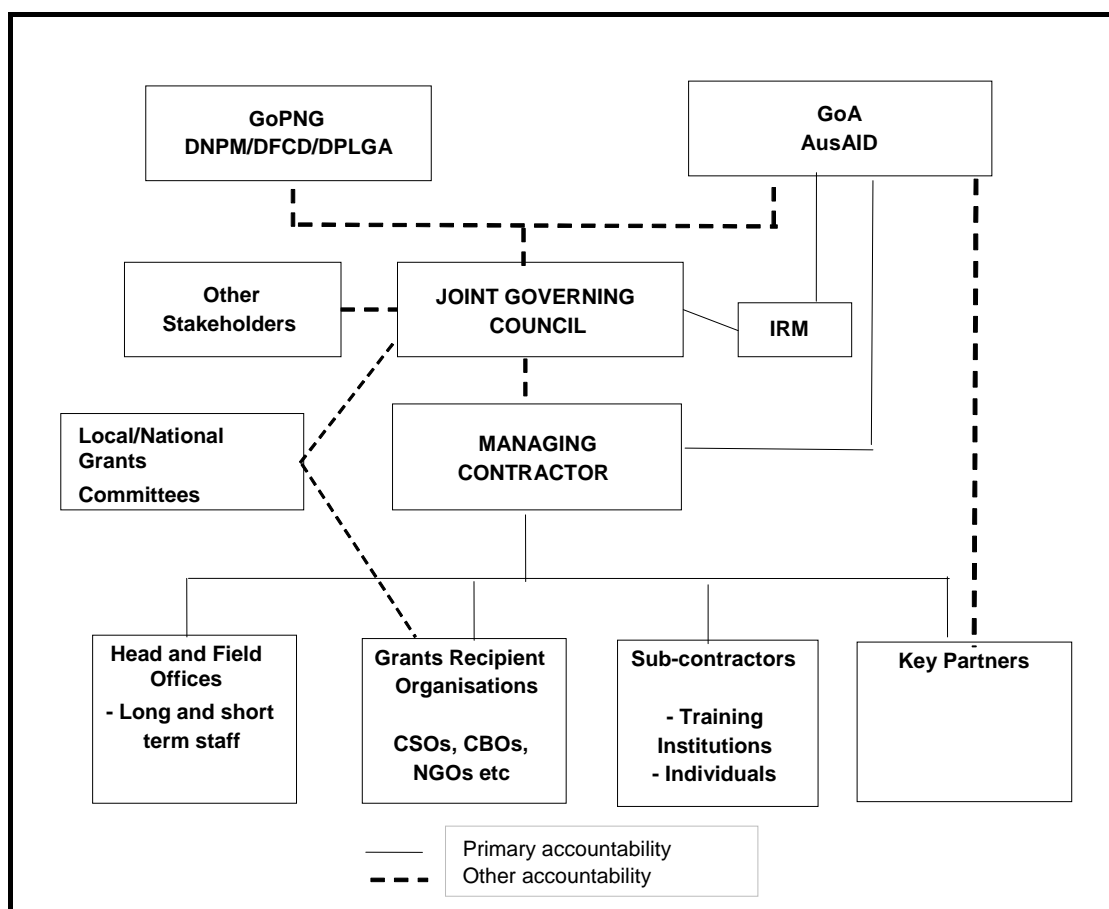 GoPNG
DNPM/DFCD/DPLGA
GoA
AusAID
Other
Stakeholders
JOINT GOVERNING
COUNCIL
IRM
Local/National
Grants
Committees
MANAGING
CONTRACTOR
Head and Field
Offices
- Long and short
term staff
Grants Recipient
Organisations
CSOs, CBOs,
NGOs etc
Sub-contractors
- Training
Institutions
- Individuals
Key Partners
Primary accountability
Other accountability